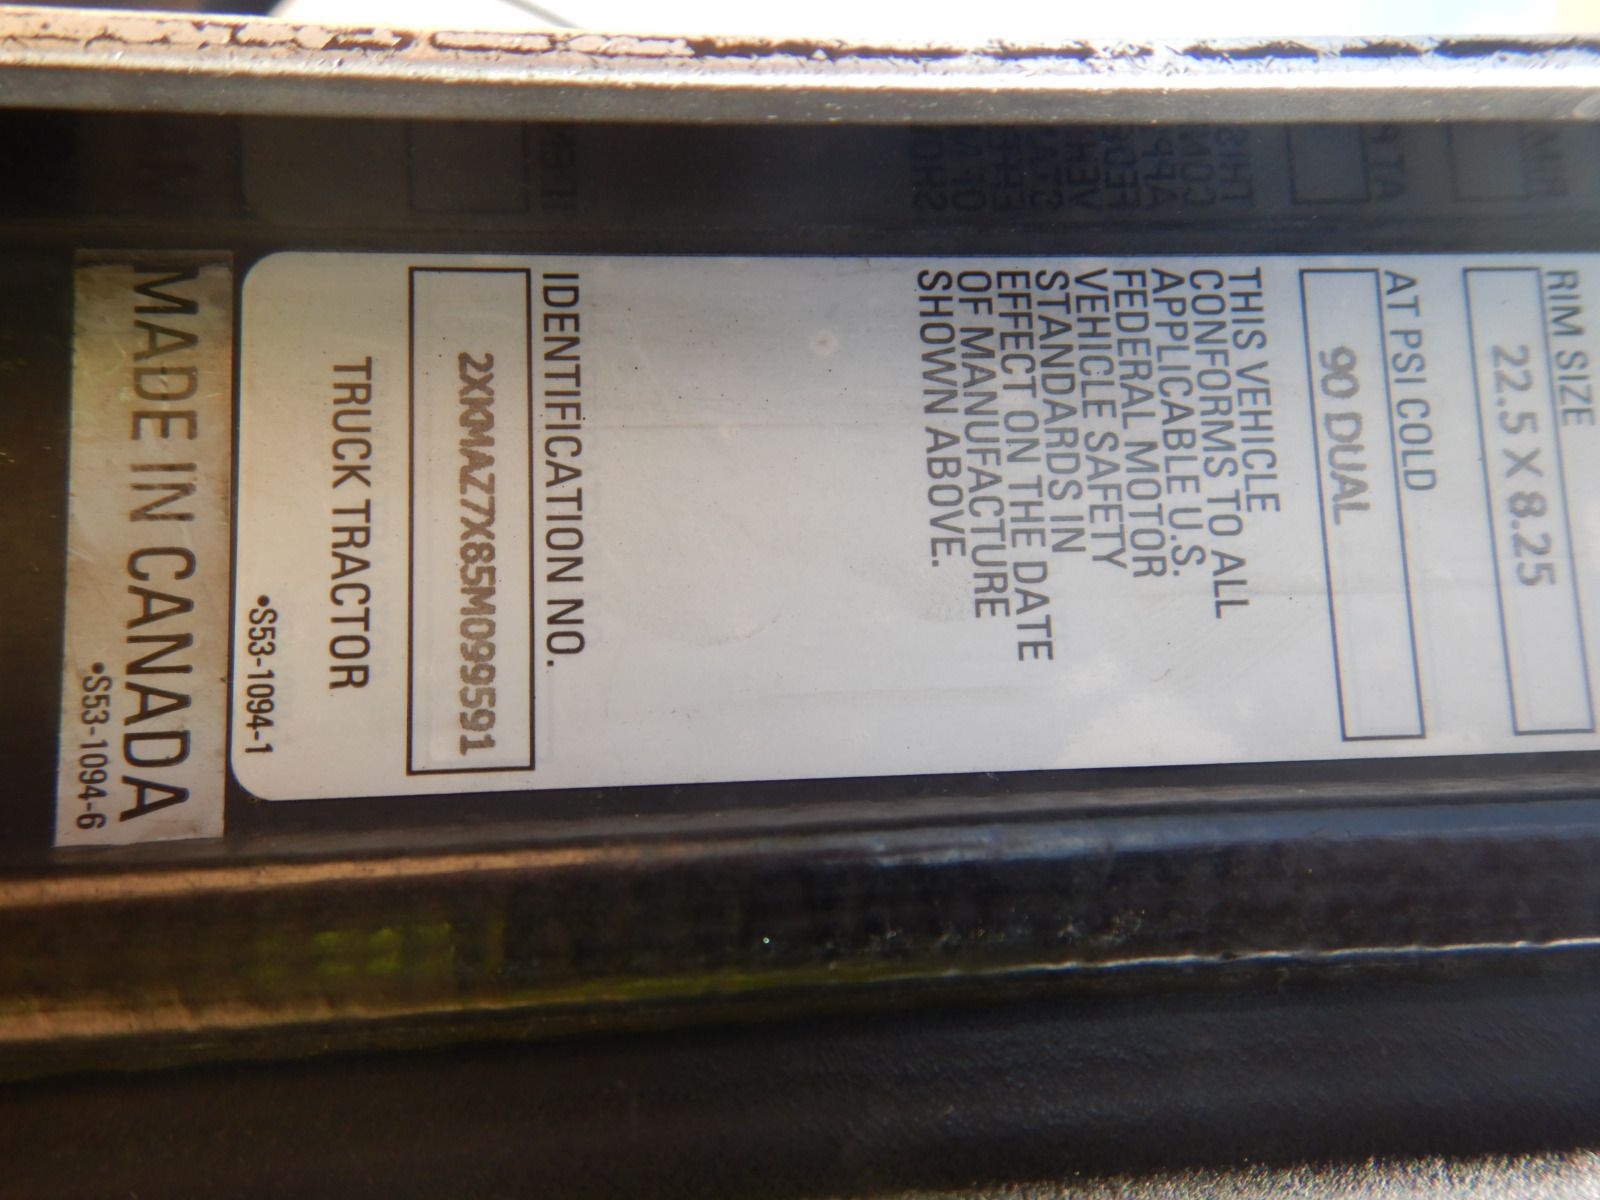 RIM SIZE
22.5 X 8.25
AT PSI COLD
90 DUAL
THIS VEHICLE
CONFORMS TO ALL
APPLICABLE U.S.
FEDERAL MOTOR
VEHICLE SAFETY
STANDARDS IN
EFFECT ON THE DATE
OF MANUFACTURE
SHOWN ABOVE.
IDENTIFICATION NO.
2XKMAZ7X85M099591
TRUCK TRACTOR
•S53-1094-1
MADE IN CANADA
•S53-1094-6